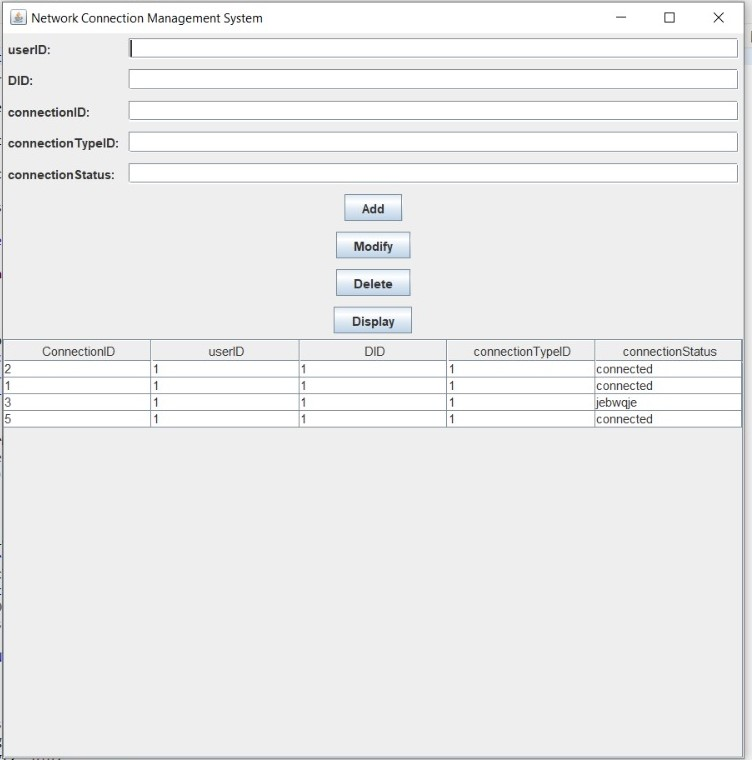 Network Connection Management System
userID:
DID:
connectionID:
connectionTypeID:
connectionStatus:
Add
Modify
Delete
Display
ConnectionID userID DID connectionTypeID connectionStatus
2 1 1 1 connected
1 1 1 1 connected
3 1 1 1 jebwqje
5 1 1 1 connected